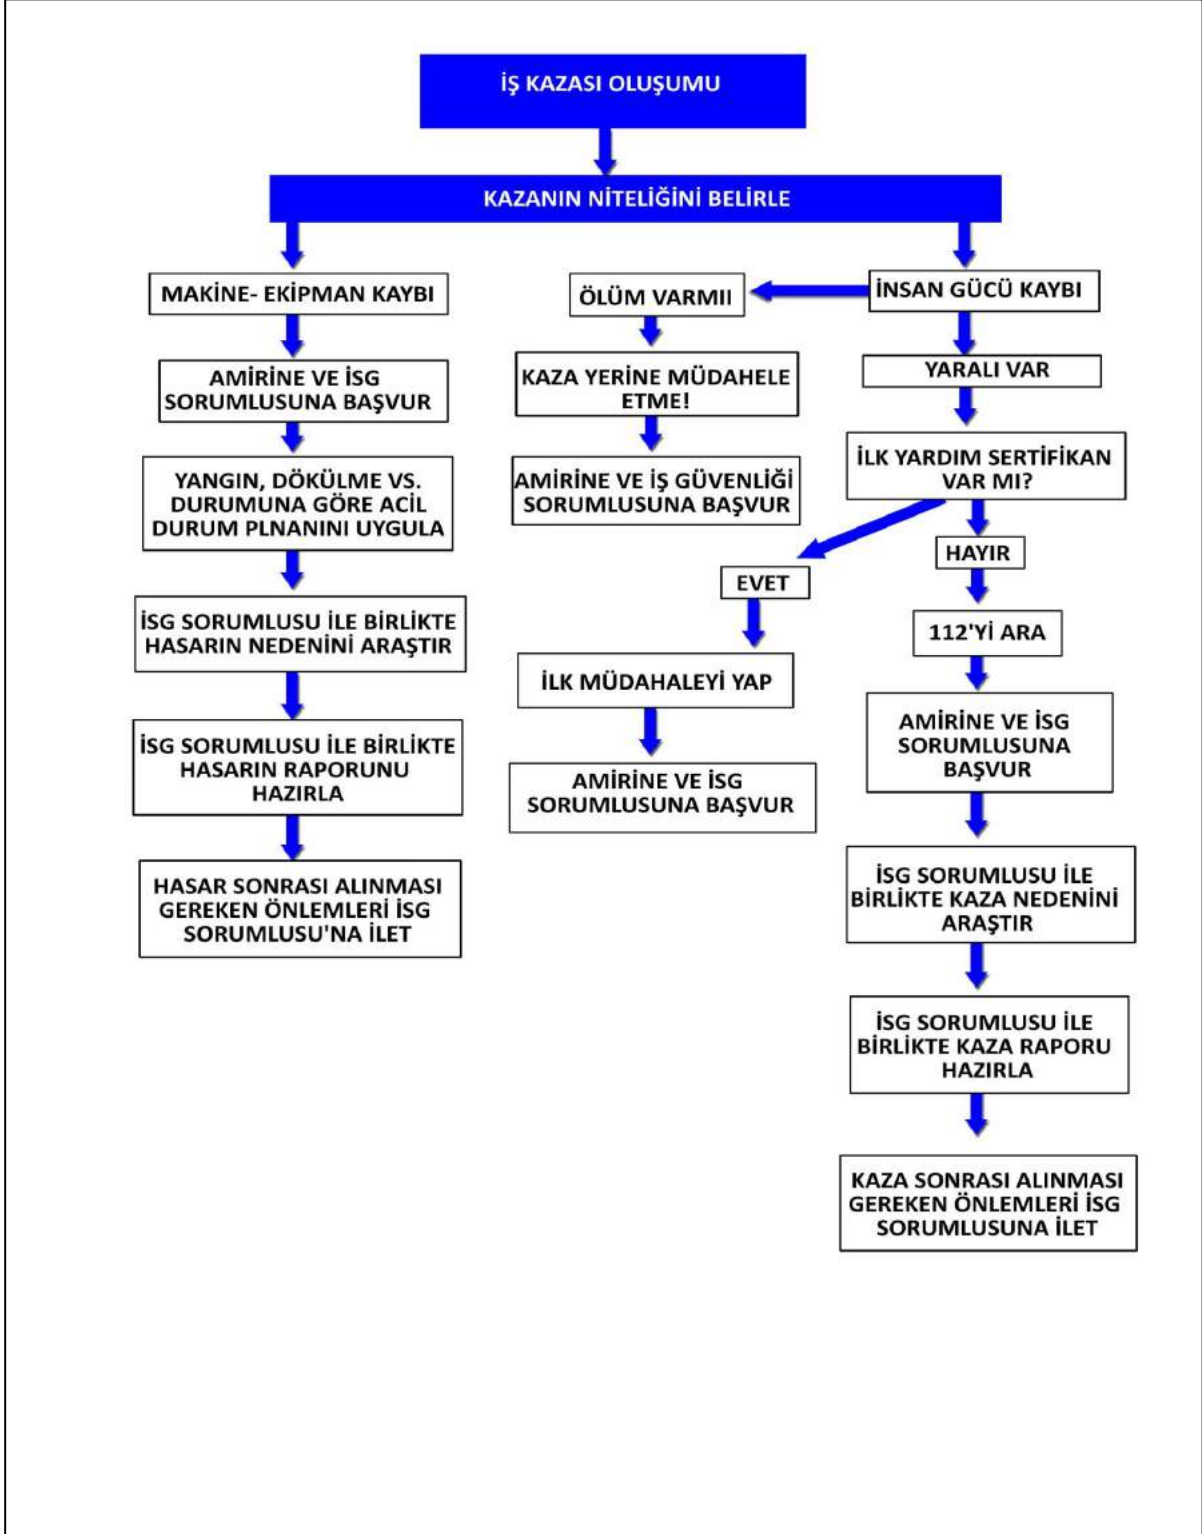 İŞ KAZASI OLUŞUMU
KAZANIN NİTELİĞİNİ BELİRLE
MAKİNE- EKİPMAN KAYBI
AMİRİNE VE İSG
SORUMLUSUNA BAŞVUR
YANGIN, DÖKÜLME VS.
DURUMUNA GÖRE ACİL
DURUM PLNANINI UYGULA
İSG SORUMLUSU İLE BİRLİKTE
HASARIN NEDENİNİ ARAŞTIR
İSG SORUMLUSU İLE BİRLİKTE
HASARIN RAPORUNU
HAZIRLA
HASAR SONRASI ALINMASI
GEREKEN ÖNLEMLERİ İSG
SORUMLUSU'NA İLET
ÖLÜM VARMII
KAZA YERİNE MÜDAHELE
ETME!
AMİRİNE VE İŞ GÜVENLİĞİ
SORUMLUSUNA BAŞVUR
İNSAN GÜCÜ KAYBI
YARALI VAR
İLK YARDIM SERTİFİKAN
VAR MI?
EVET
İLK MÜDAHALEYİ YAP
AMİRİNE VE İSG
SORUMLUSUNA BAŞVUR
HAYIR
112'Yİ ARA
AMİRİNE VE İSG
SORUMLUSUNA
BAŞVUR
İSG SORUMLUSU İLE
BİRLİKTE KAZA NEDENİNİ
ARAŞTIR
İSG SORUMLUSU İLE
BİRLİKTE KAZA RAPORU
HAZIRLA
KAZA SONRASI ALINMASI
GEREKEN ÖNLEMLERİ İSG
SORUMLUSUNA İLET